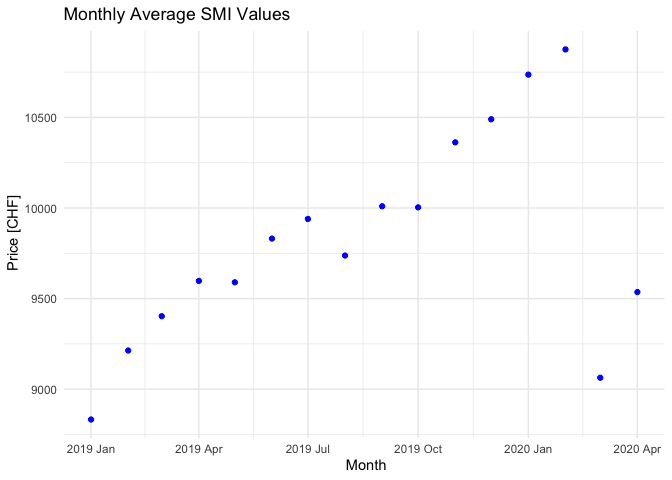 Monthly Average SMI Values
Price [CHF]
10500
10000
9500
9000
2019 Jan 2019 Apr 2019 Jul 2019 Oct 2020 Jan 2020 Apr
Month